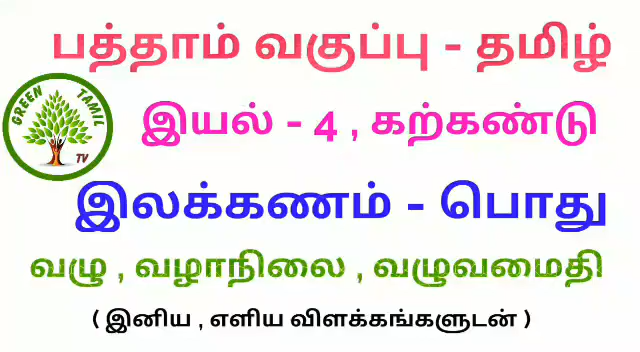 பத்தாம் வகுப்பு - தமிழ்
GREEN TAMIL TV
இயல் - 4 , கற்கண்டு
இலக்கணம் - பொது
வழு , வழாநிலை , வழுவமைதி
( இனிய , எளிய விளக்கங்களுடன் )